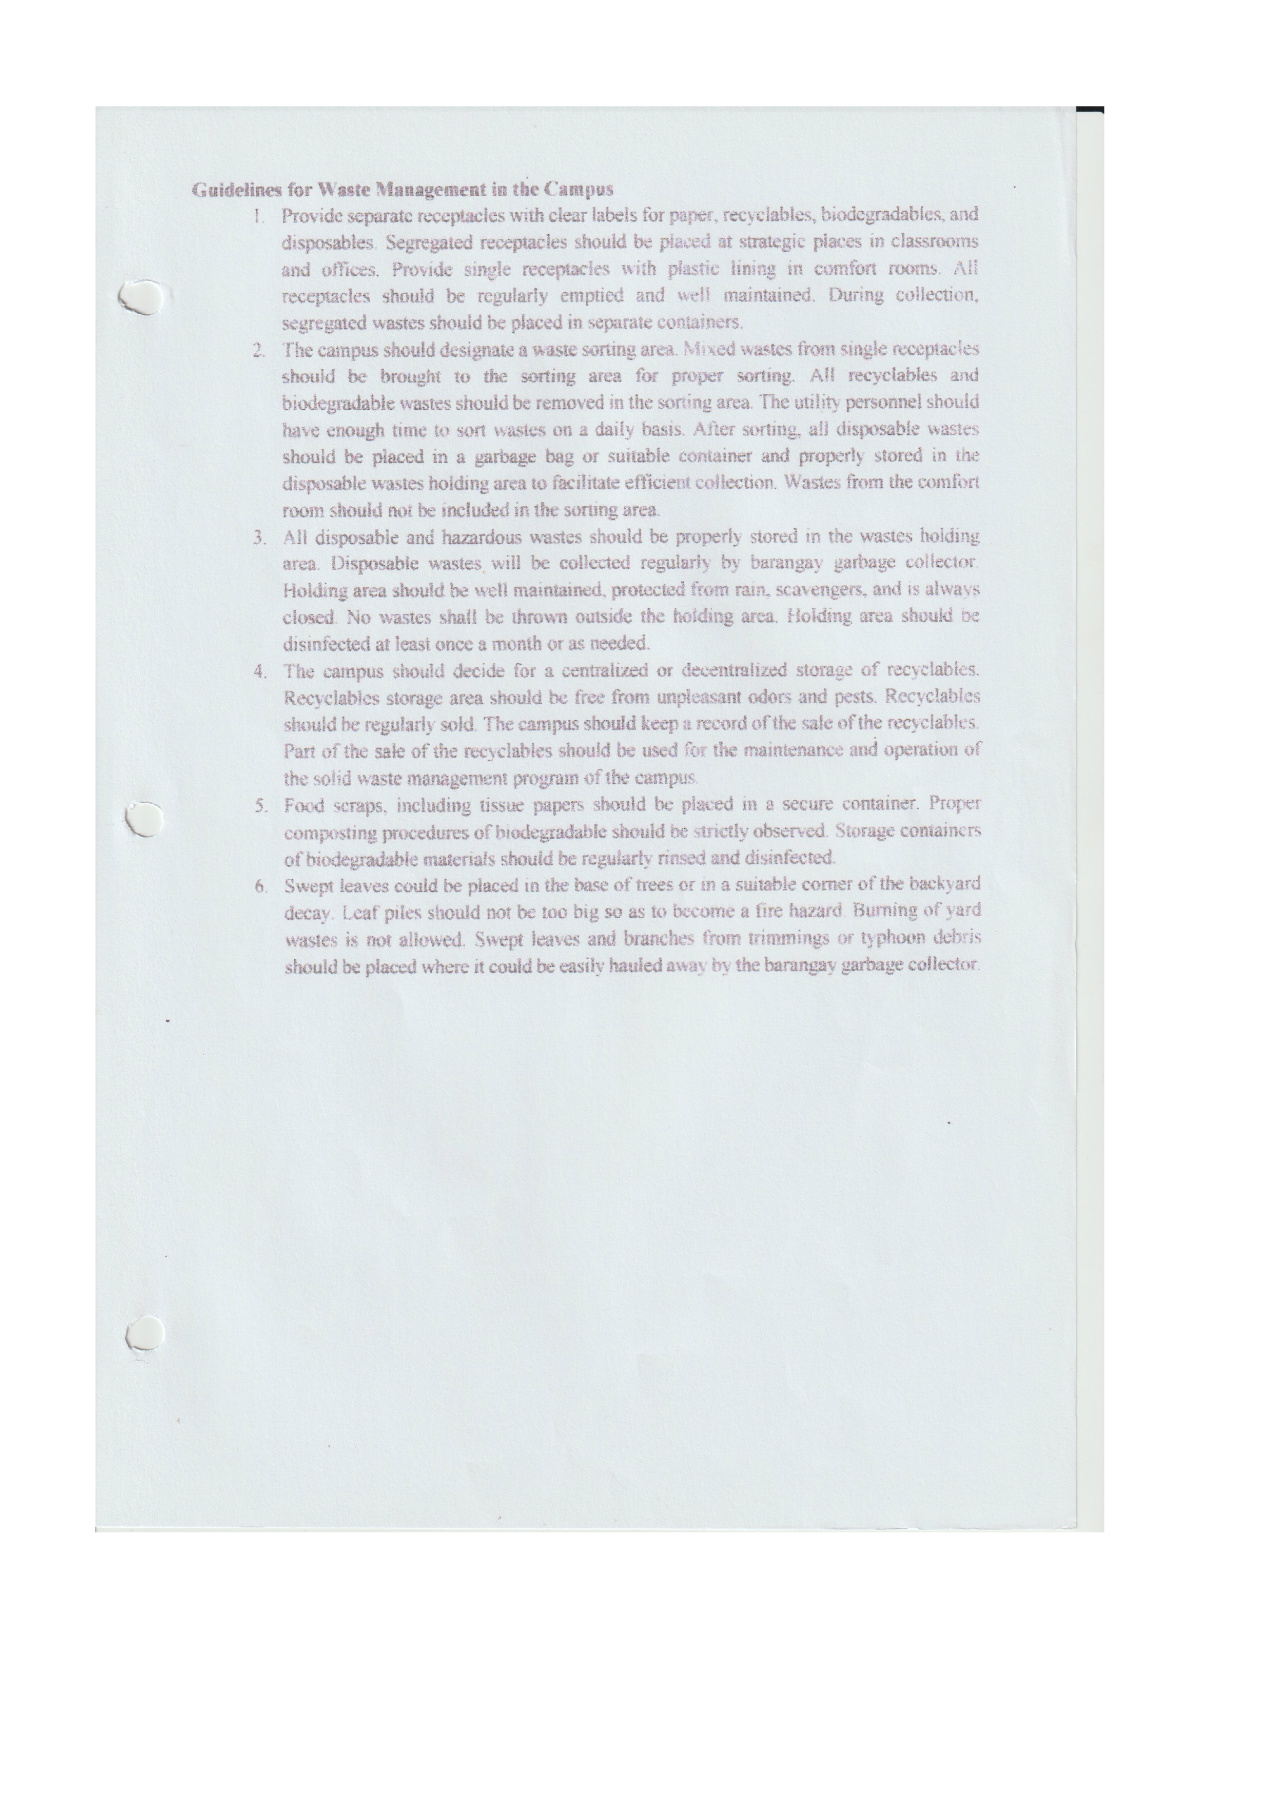 Guidelines for Waste Management in the Campus
1. Provide separate receptacles with clear labels for paper, recyclables, biodegradables, and
disposables. Segregated receptacles should be placed at strategic places in classrooms
and offices. Provide single receptacles with plastic lining in comfort rooms. All
receptacles should be regularly emptied and well maintained. During collection,
segregated wastes should be placed in separate containers.
2. The campus should designate a waste sorting area. Mixed wastes from single receptacles
should be brought to the sorting area for proper sorting. All recyclables and
biodegradable wastes should be removed in the sorting area. The utility personnel should
have enough time to sort wastes on a daily basis. After sorting, all disposable wastes
should be placed in a garbage bag or suitable container and properly stored in the
disposable wastes holding area to facilitate efficient collection. Wastes from the comfort
room should not be included in the sorting area.
3. All disposable and hazardous wastes should be properly stored in the wastes holding
area. Disposable wastes will be collected regularly by barangay garbage collector.
Holding area should be well maintained, protected from rain, scavengers, and is always
closed. No wastes shall be thrown outside the holding area. Holding area should be
disinfected at least once a month or as needed.
4. The campus should decide for a centralized or decentralized storage of recyclables.
Recyclables storage area should be free from unpleasant odors and pests. Recyclables
should be regularly sold. The campus should keep a record of the sale of the recyclables.
Part of the sale of the recyclables should be used for the maintenance and operation of
the solid waste management program of the campus.
5. Food scraps, including tissue papers should be placed in a secure container. Proper
composting procedures of biodegradable should be strictly observed. Storage containers
of biodegradable materials should be regularly rinsed and disinfected.
6. Swept leaves could be placed in the base of trees or in a suitable corner of the backyard
decay. Leaf piles should not be too big so as to become a fire hazard. Burning of yard
wastes is not allowed. Swept leaves and branches from trimmings or typhoon debris
should be placed where it could be easily hauled away by the barangay garbage collector.